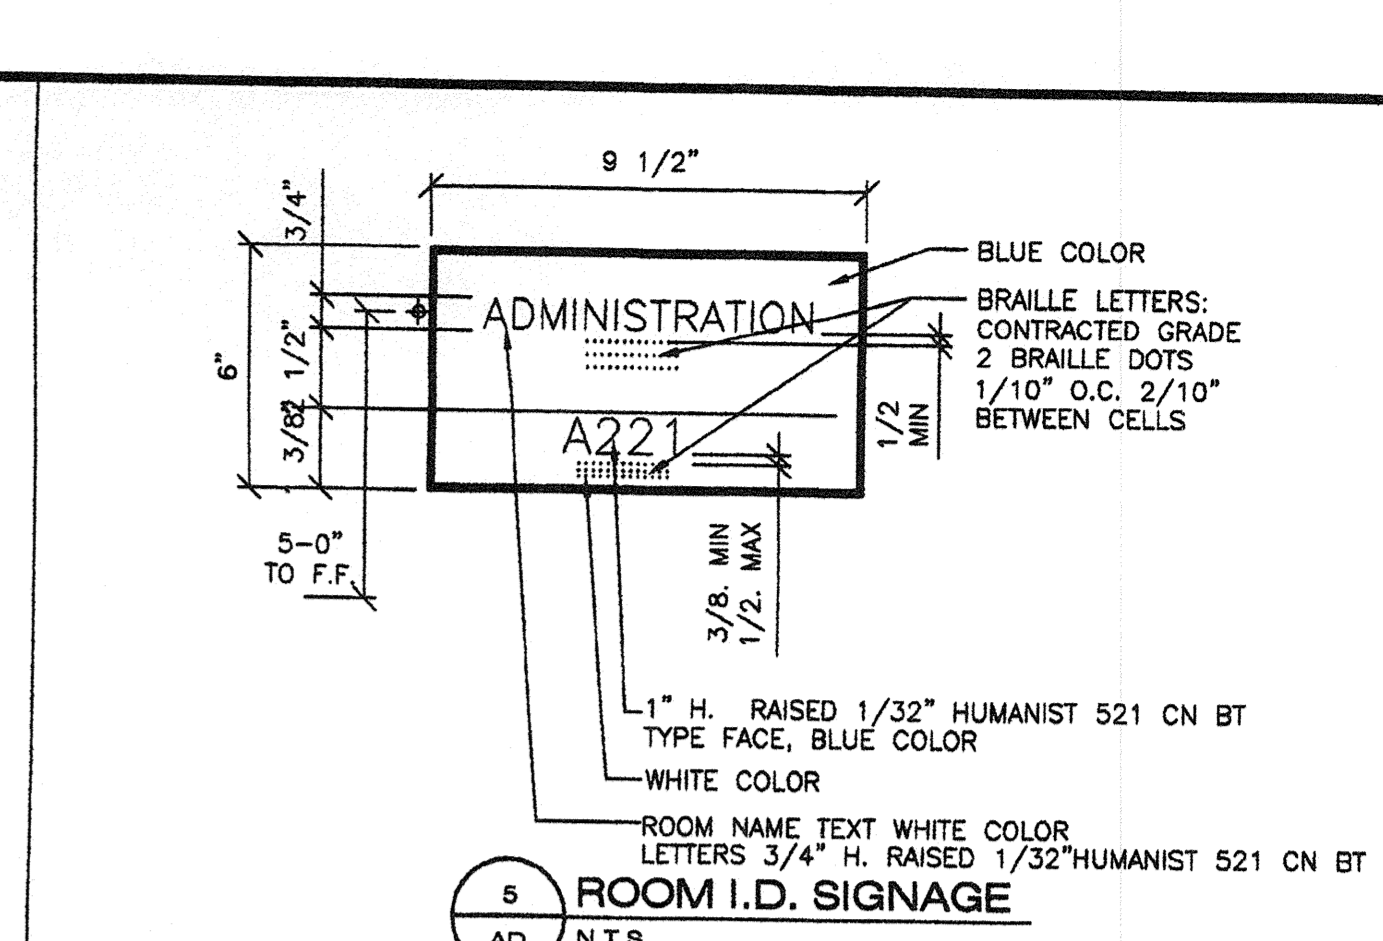 9 1/2"
3/4"
6"
1/2"
3/8"
5-0"
TO F.F.
ADMINISTRATION
A221
BLUE COLOR
BRAILLE LETTERS:
CONTRACTED GRADE
2 BRAILLE DOTS
1/10" O.C. 2/10"
BETWEEN CELLS
1/2
MIN
3/8. MIN
1/2. MAX
1" H. RAISED 1/32" HUMANIST 521 CN BT
TYPE FACE, BLUE COLOR
WHITE COLOR
ROOM NAME TEXT WHITE COLOR
LETTERS 3/4" H. RAISED 1/32"HUMANIST 521 CN BT
5
ROOM I.D. SIGNAGE
N.T.S.